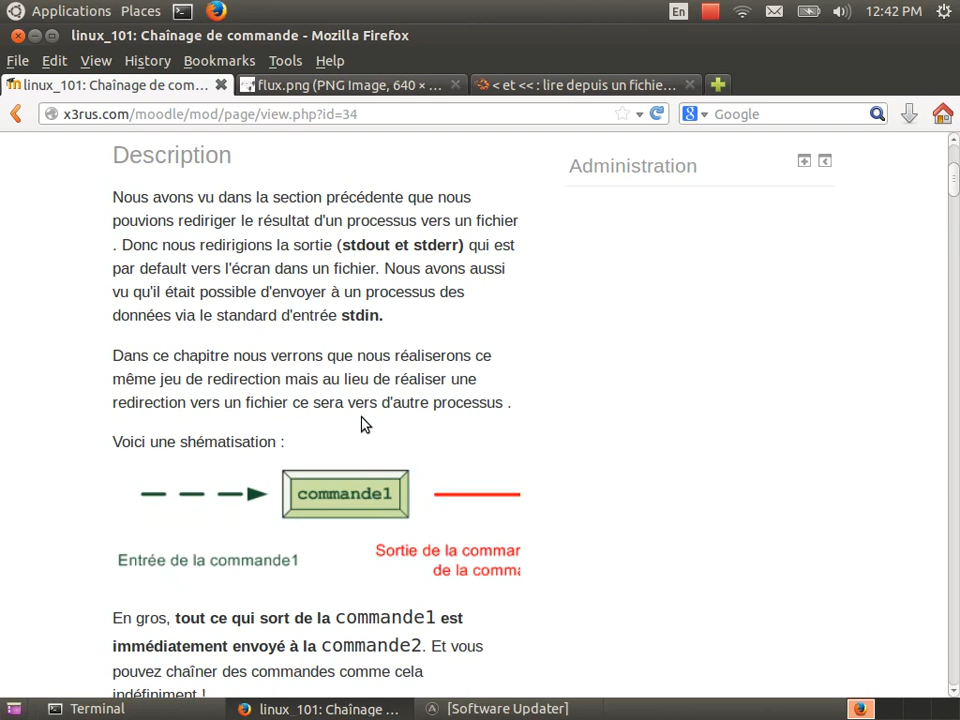 Applications Places En 12:42 PM
linux_101: Chaînage de commande - Mozilla Firefox
File Edit View History Bookmarks Tools Help
linux_101: Chaînage de com... flux.png (PNG Image, 640 × ... < et << : lire depuis un fichie...
x3rus.com/moodle/mod/page/view.php?id=34 Google
Description
Administration
Nous avons vu dans la section précédente que nous
pouvions rediriger le résultat d'un processus vers un fichier
. Donc nous redirigions la sortie (stdout et stderr) qui est
par default vers l'écran dans un fichier. Nous avons aussi
vu qu'il était possible d'envoyer à un processus des
données via le standard d'entrée stdin.
Dans ce chapitre nous verrons que nous réaliserons ce
même jeu de redirection mais au lieu de réaliser une
redirection vers un fichier ce sera vers d'autre processus .
Voici une shématisation :
commande1
Entrée de la commande1
Sortie de la commar
de la comma
En gros, tout ce qui sort de la commande1 est
immédiatement envoyé à la commande2. Et vous
pouvez chaîner des commandes comme cela
indéfiniment !
Terminal linux_101: Chaînage ... [Software Updater]